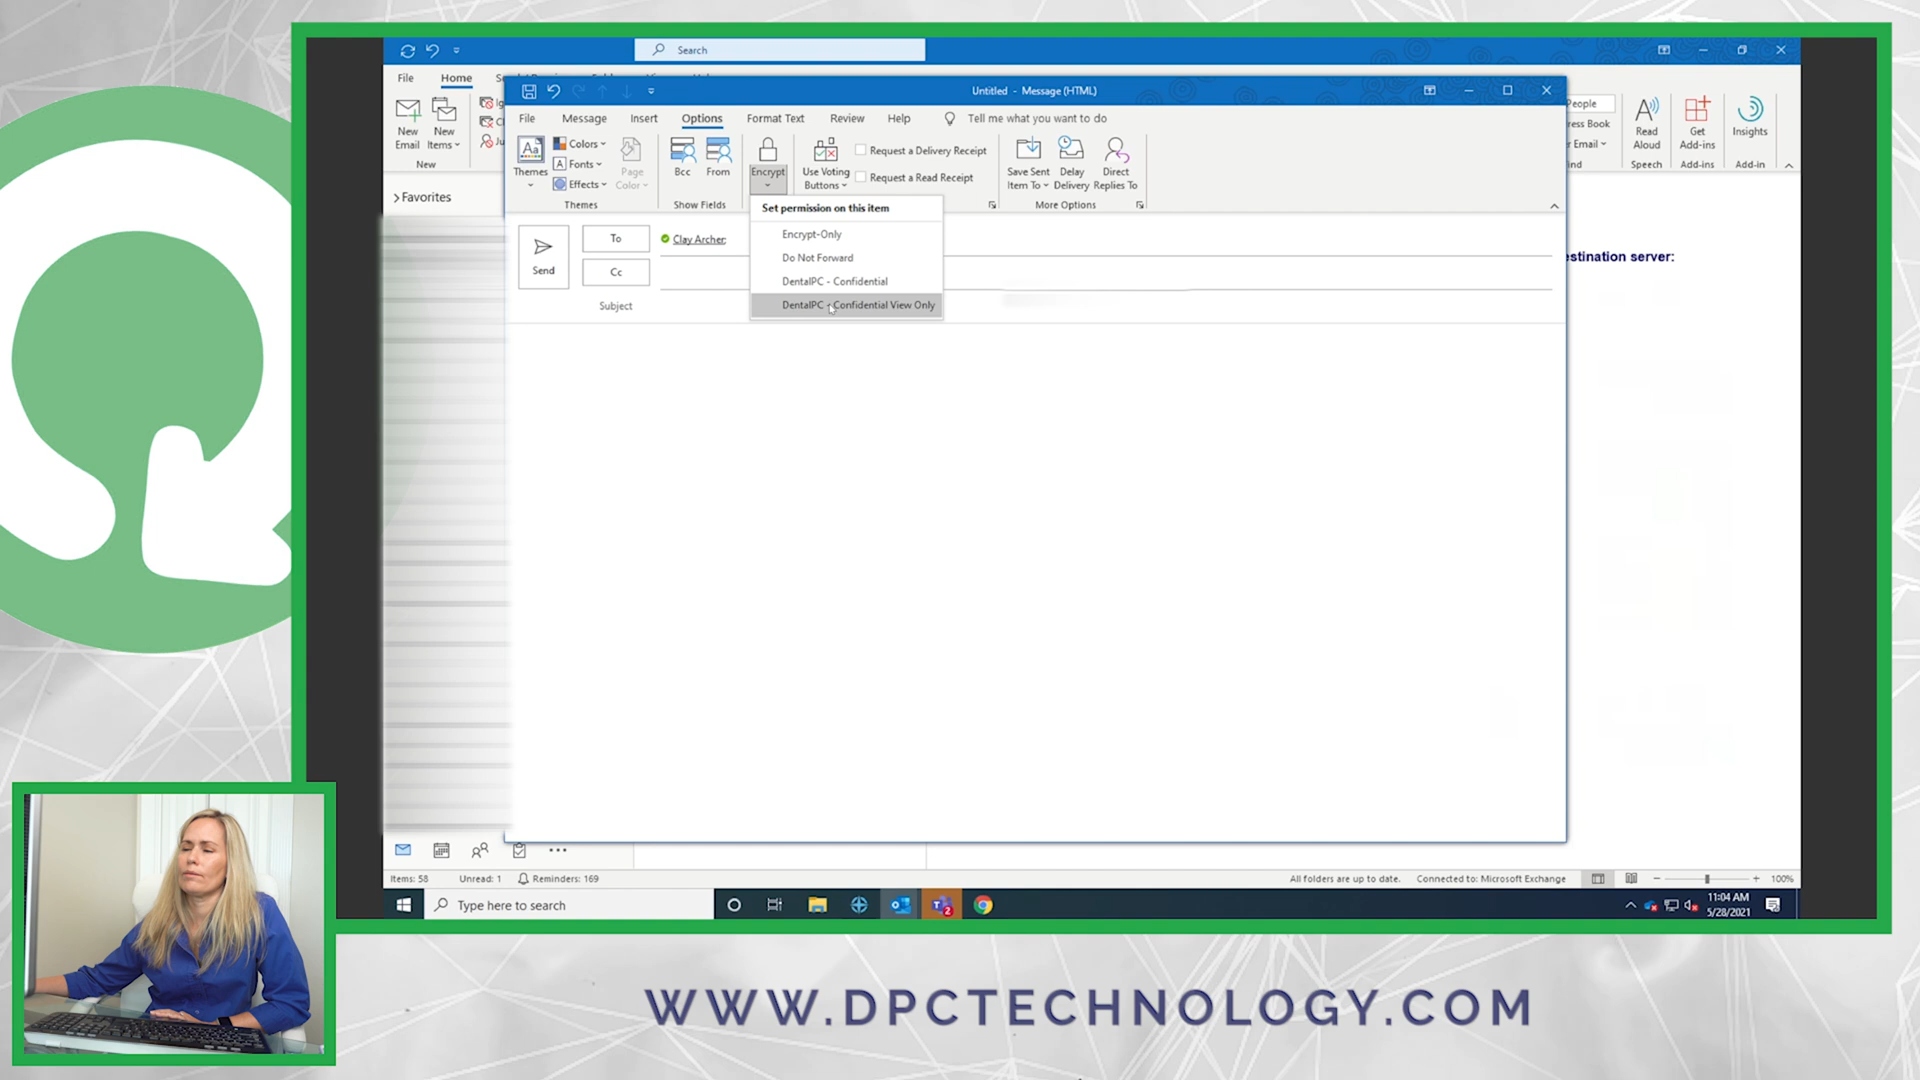 Search
File
Home
New Email
New Items
New
Favorites
Untitled - Message (HTML)
File
Message
Insert
Options
Format Text
Review
Help
Tell me what you want to do
Themes
Colors
Fonts
Effects
Page Color
Themes
Bcc
From
Show Fields
Encrypt
Use Voting Buttons
Request a Delivery Receipt
Request a Read Receipt
Save Sent Item To
Delay Delivery
Direct Replies To
More Options
People
Read Aloud
Speech
Get Add-ins
Add-ins
Insights
Add-in
Set permission on this item
Encrypt-Only
Do Not Forward
DentalPC - Confidential
DentalPC - Confidential View Only
Send
To
Clay Archer
Cc
Subject
estination server:
Items: 58
Unread: 1
Reminders: 169
All folders are up to date.
Connected to: Microsoft Exchange
100%
Type here to search
11:04 AM
5/28/2021
WWW.DPCTECHNOLOGY.COM